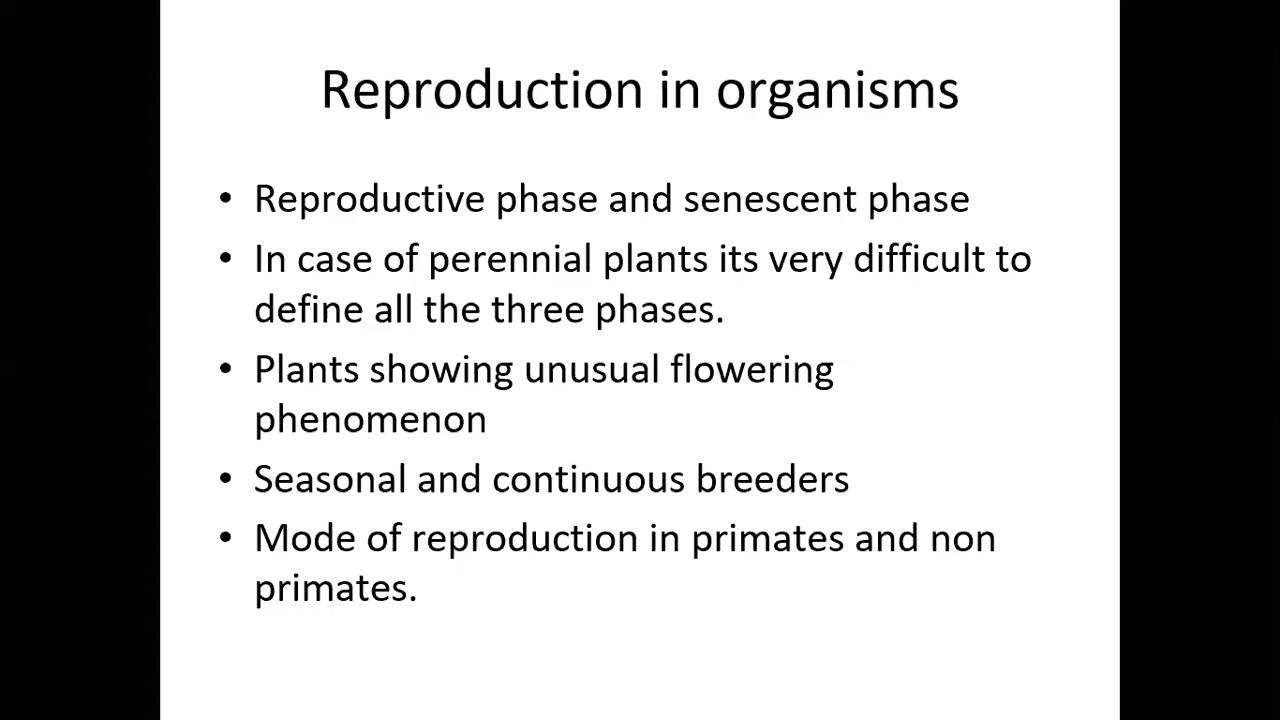 Reproduction in organisms
• Reproductive phase and senescent phase
• In case of perennial plants its very difficult to
define all the three phases.
• Plants showing unusual flowering
phenomenon
• Seasonal and continuous breeders
• Mode of reproduction in primates and non
primates.